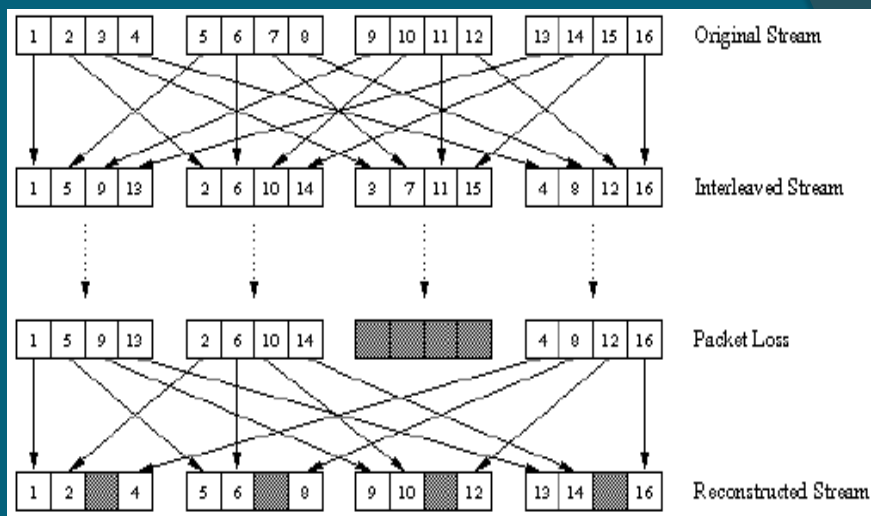 1 2 3 4 5 6 7 8 9 10 11 12 13 14 15 16 Original Stream
1 5 9 13 2 6 10 14 3 7 11 15 4 8 12 16 Interleaved Stream
1 5 9 13 2 6 10 14 4 8 12 16 Packet Loss
1 2 4 5 6 8 9 10 12 13 14 16 Reconstructed Stream